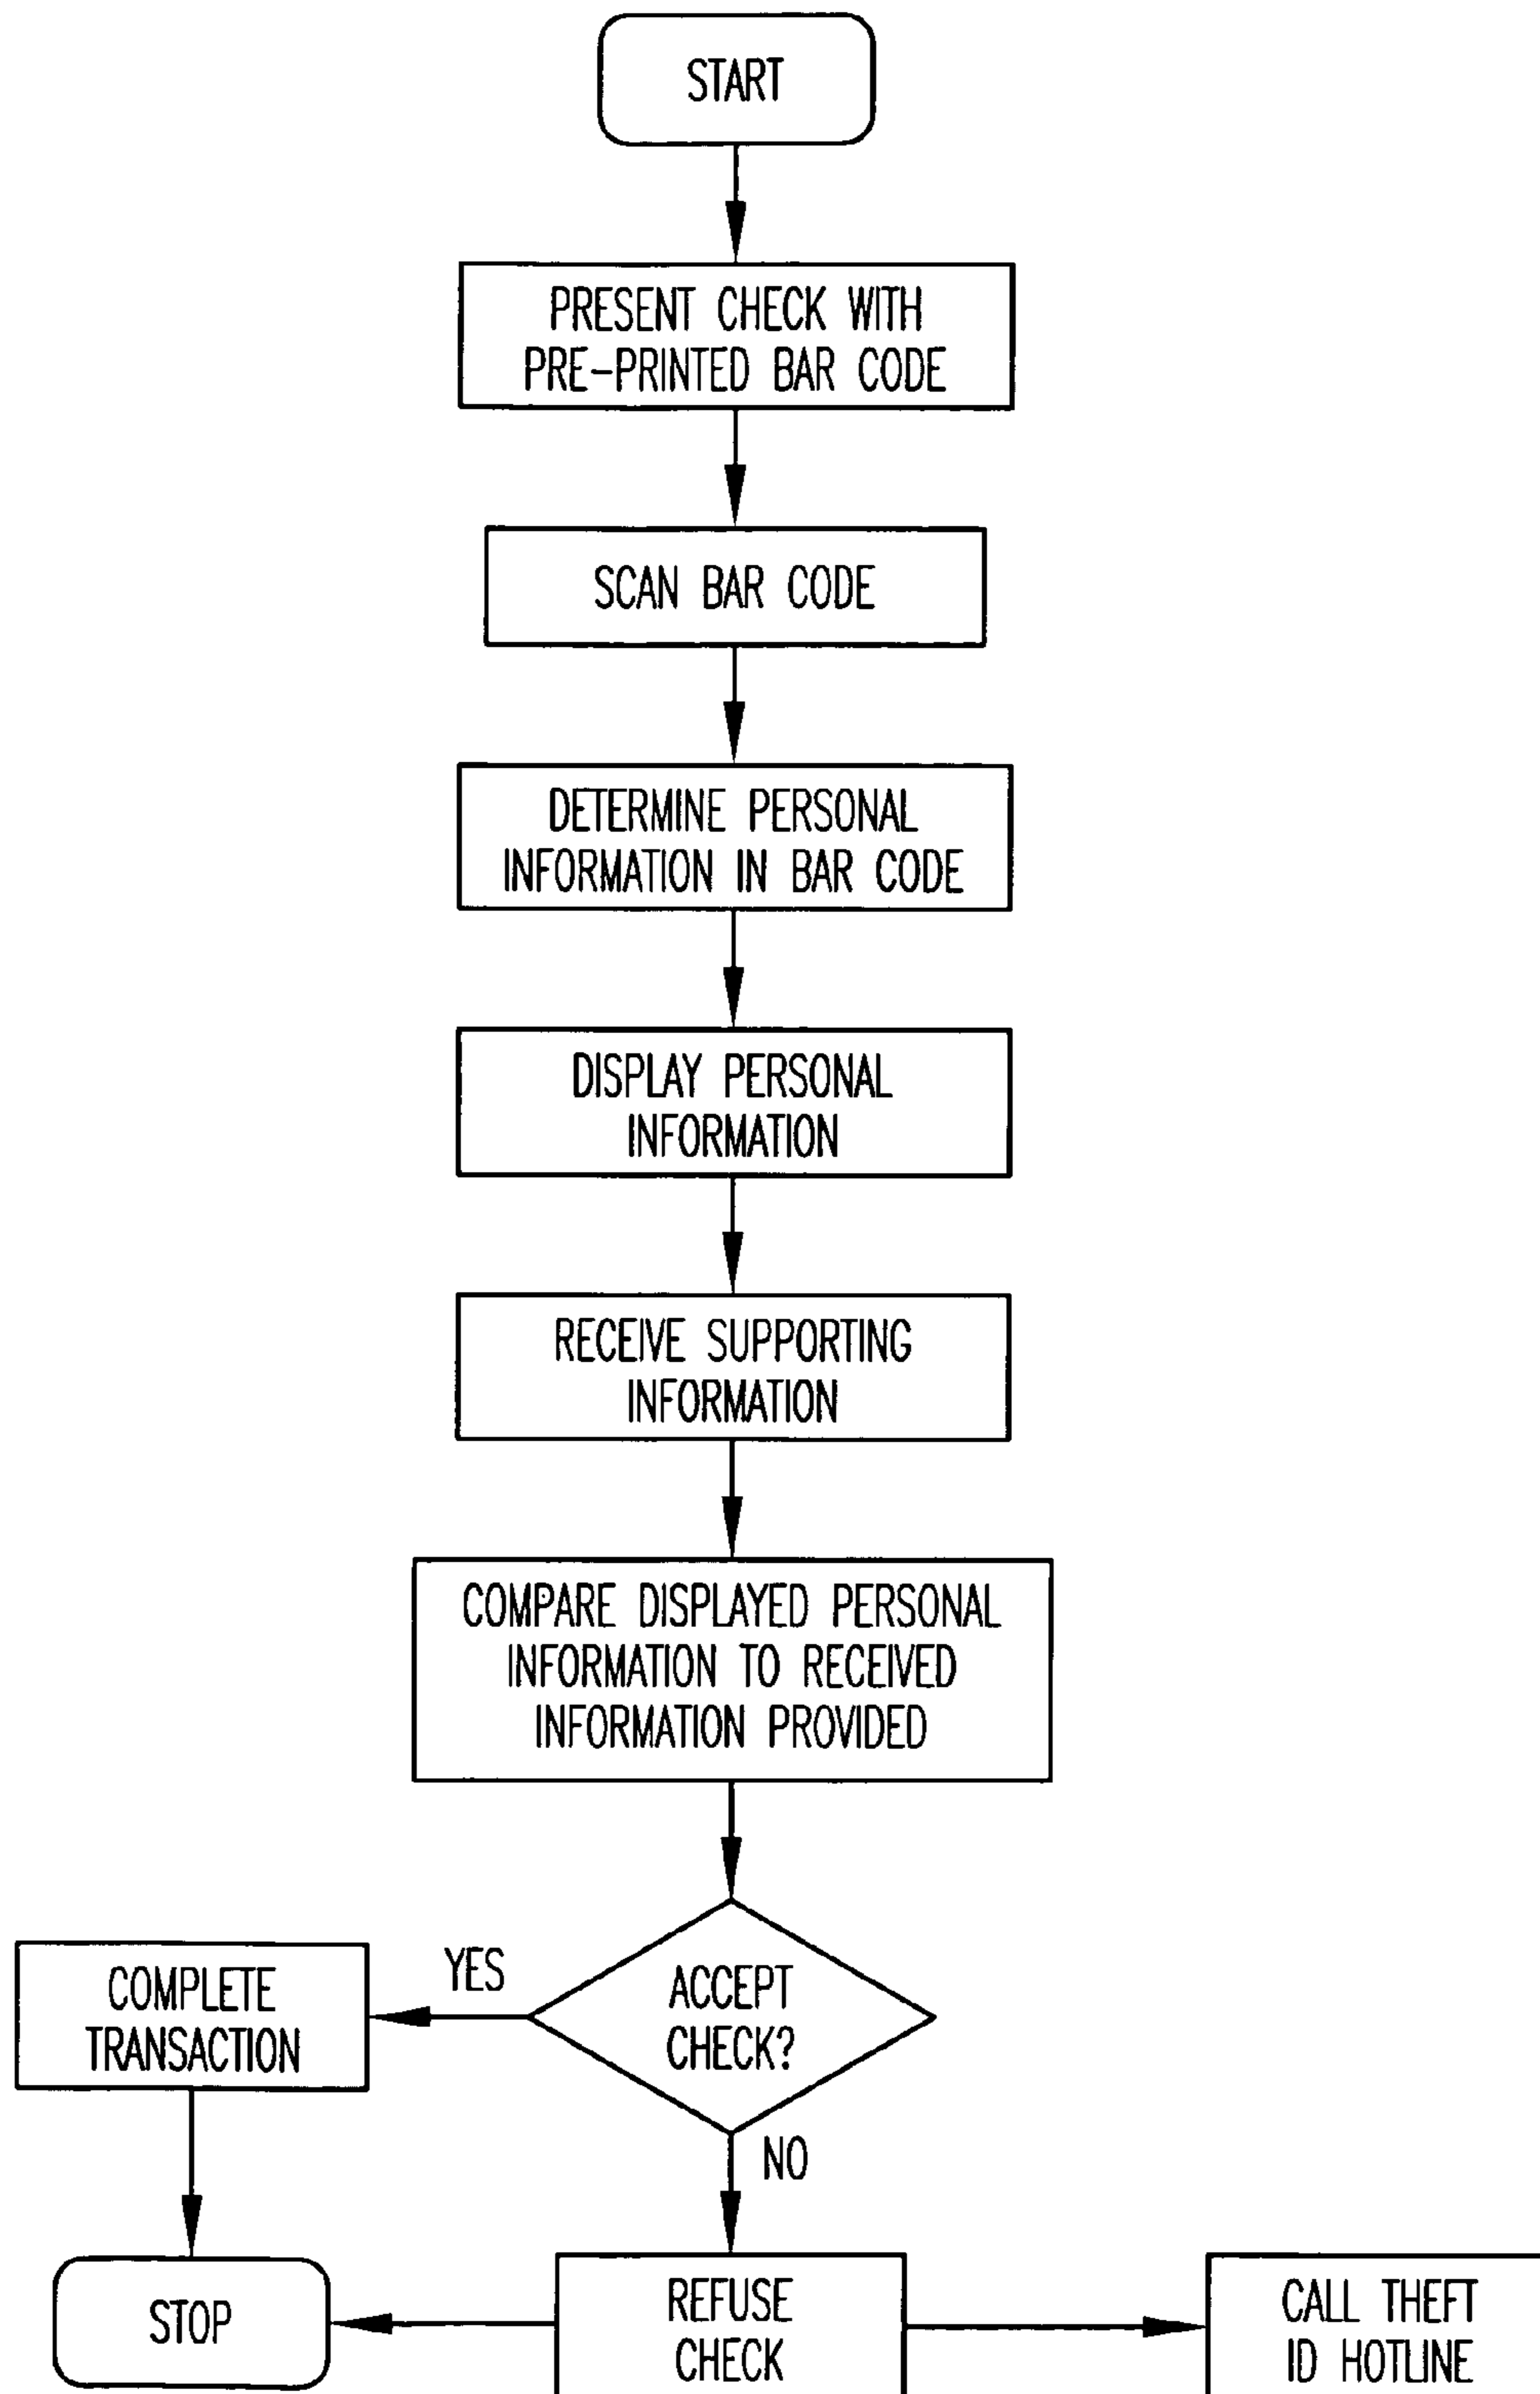 START
PRESENT CHECK WITH
PRE-PRINTED BAR CODE
SCAN BAR CODE
DETERMINE PERSONAL
INFORMATION IN BAR CODE
DISPLAY PERSONAL
INFORMATION
RECEIVE SUPPORTING
INFORMATION
COMPARE DISPLAYED PERSONAL
INFORMATION TO RECEIVED
INFORMATION PROVIDED
ACCEPT
CHECK?
YES
COMPLETE
TRANSACTION
NO
STOP
REFUSE
CHECK
CALL THEFT
ID HOTLINE